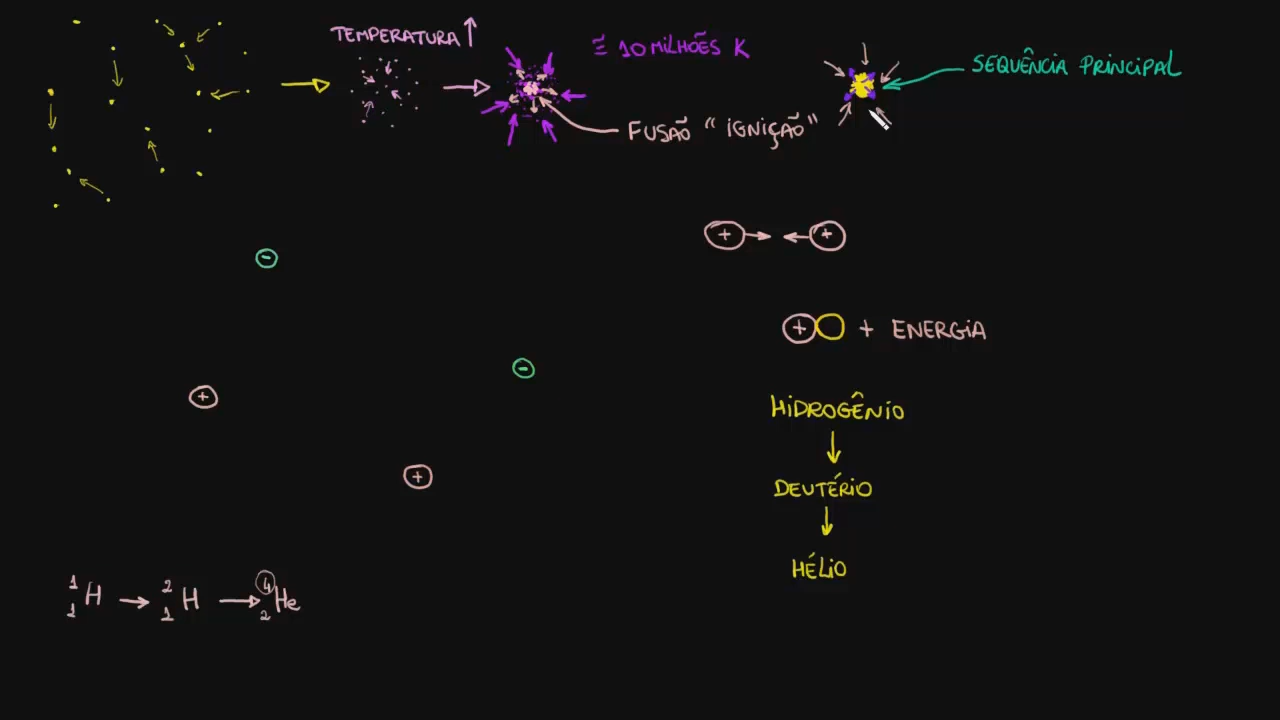 TEMPERATURA ↑
≡ 10 MILHÕES K
SEQUÊNCIA PRINCIPAL
FUSÃO "IGNIÇÃO"
+ → ← +
-
+ + ENERGIA
-
+
HIDROGÊNIO
↓
DEUTÉRIO
↓
HÉLIO
+
¹₁H → ²₁H → ⁴₂He